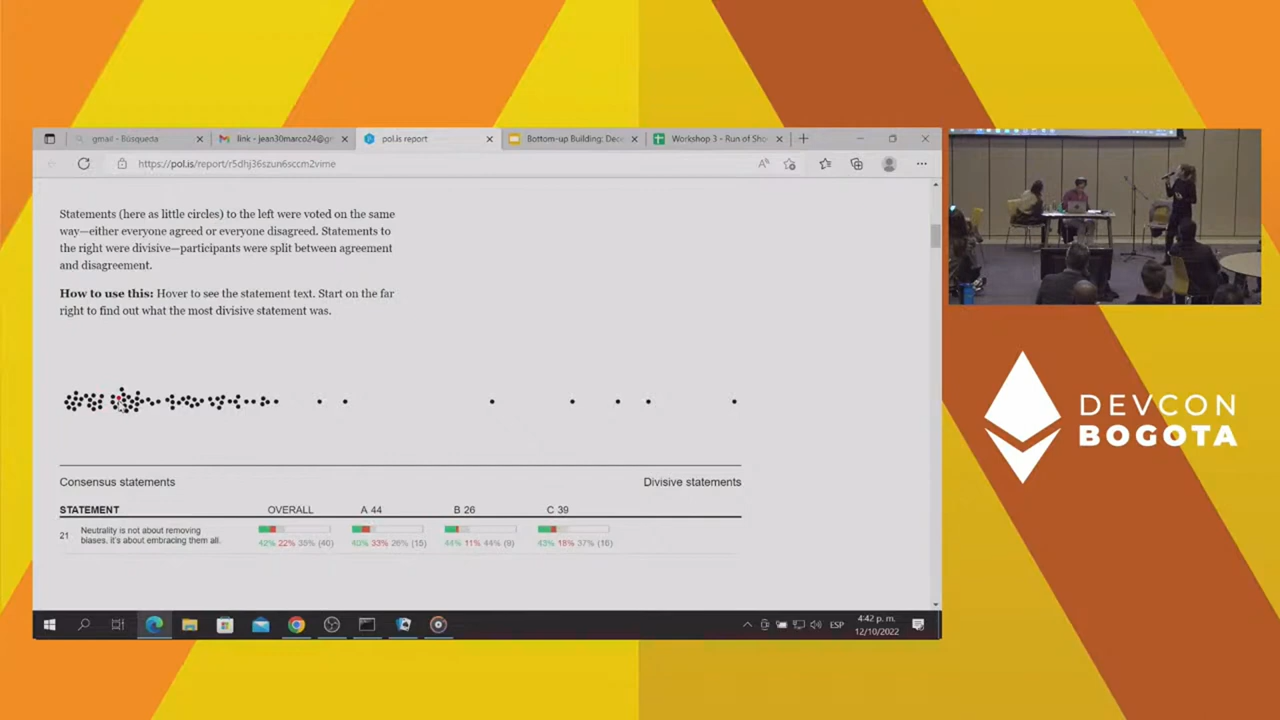 gmail - Búsqueda
link - jean30marco24@gm
pol.is report
Bottom-up Building: Dece
Workshop 3 - Run of Sho
https://pol.is/report/r5dhj36szun6sccm2vime
Statements (here as little circles) to the left were voted on the same
way—either everyone agreed or everyone disagreed. Statements to
the right were divisive—participants were split between agreement
and disagreement.
How to use this: Hover to see the statement text. Start on the far
right to find out what the most divisive statement was.
Consensus statements
Divisive statements
STATEMENT OVERALL A 44 B 26 C 39
21 Neutrality is not about removing
biases, it's about embracing them all.
42% 22% 35% (40) 40% 33% 26% (15) 44% 11% 44% (9) 43% 18% 37% (16)
ESP
4:42 p. m.
12/10/2022
DEVCON
BOGOTA